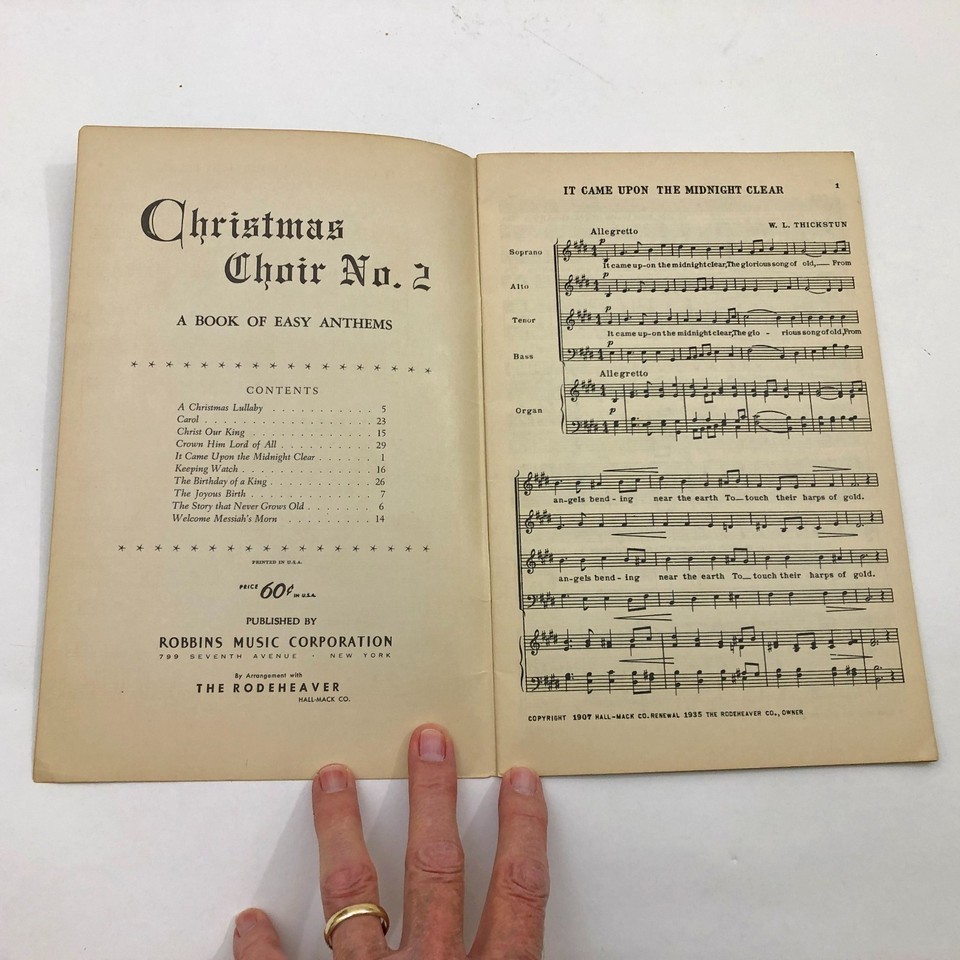 Christmas
Choir No. 2
A BOOK OF EASY ANTHEMS
CONTENTS
A Christmas Lullaby . . . . . . . . . . . 5
Carol . . . . . . . . . . . . . . . . . . 23
Christ Our King . . . . . . . . . . . . . 15
Crown Him Lord of All . . . . . . . . . . 29
It Came Upon the Midnight Clear . . . . . . 1
Keeping Watch . . . . . . . . . . . . . . 16
The Birthday of a King . . . . . . . . . . 26
The Joyous Birth . . . . . . . . . . . . . 7
The Story that Never Grows Old . . . . . . . 6
Welcome Messiah's Morn . . . . . . . . . 14
PRINTED IN U.S.A.
PRICE 60¢ IN U.S.A.
PUBLISHED BY
ROBBINS MUSIC CORPORATION
799 SEVENTH AVENUE · NEW YORK
By Arrangement with
THE RODEHEAVER
HALL-MACK CO.
IT CAME UPON THE MIDNIGHT CLEAR 1
W. L. THICKSTUN
Allegretto
p
Soprano
It came up-on the midnight clear, The glorious song of old, From
p
Alto
p
Tenor
It came up-on the midnight clear, The glo - rious song of old, From
p
Bass
Allegretto
p
Organ
an-gels bend - ing near the earth To touch their harps of gold.
an-gels bend - ing near the earth To touch their harps of gold.
COPYRIGHT 1907 HALL-MACK CO. RENEWAL 1935 THE RODEHEAVER CO., OWNER